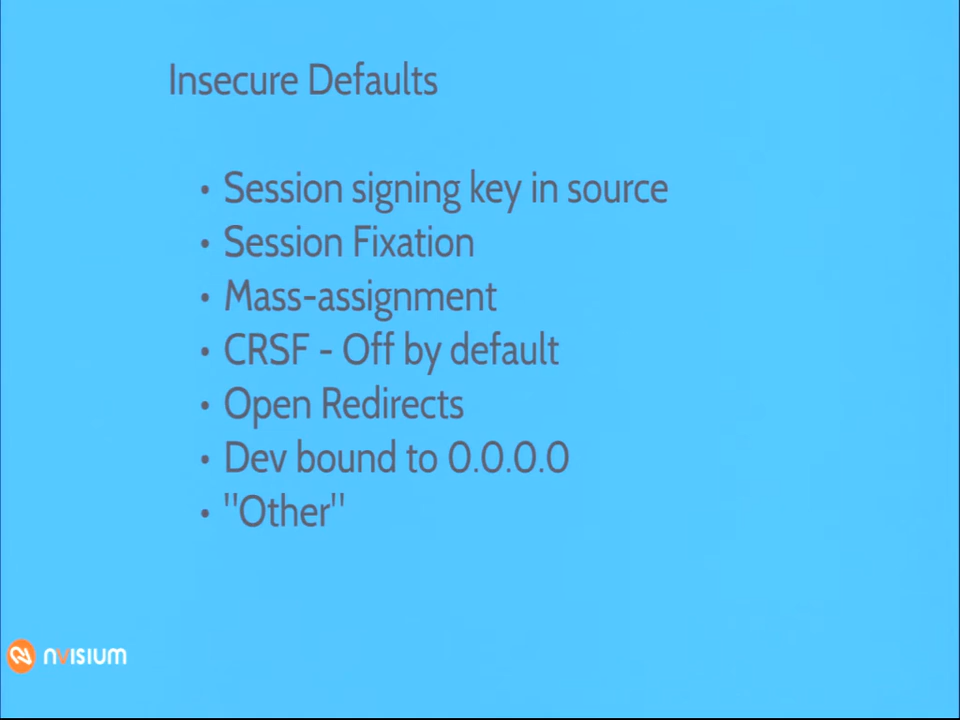 Insecure Defaults
• Session signing key in source
• Session Fixation
• Mass-assignment
• CRSF - Off by default
• Open Redirects
• Dev bound to 0.0.0.0
• "Other"
nVISIUM